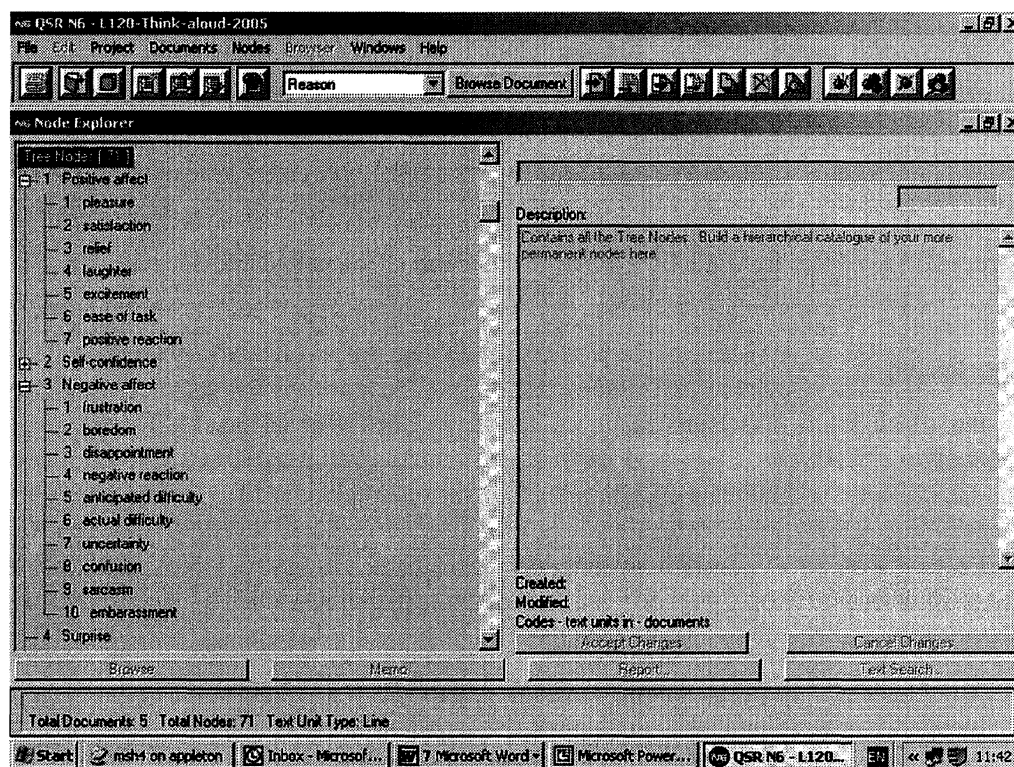 QSR N6 - L120-Think-aloud-2005
File Edit Project Documents Nodes Browser Windows Help
Reason Browse Document
Node Explorer
Tree Nodes [ 71 ]
1 Positive affect
1 pleasure
2 satisfaction
3 relief
4 laughter
5 excitement
6 ease of task
7 positive reaction
2 Self-confidence
3 Negative affect
1 frustration
2 boredom
3 disappointment
4 negative reaction
5 anticipated difficulty
6 actual difficulty
7 uncertainty
8 confusion
9 sarcasm
10 embarassment
4 Surprise
Description:
Contains all the Tree Nodes. Build a hierarchical catalogue of your more
permanent nodes here.
Created:
Modified:
Codes - text units in - documents
Accept Changes Cancel Changes
Browse Memo Report... Text Search...
Total Documents: 5 Total Nodes: 71 Text Unit Type: Line
Start msh4 on appleton Inbox - Microsof... 7 Microsoft Word Microsoft Power... QSR N6 - L120... EN « 11:42